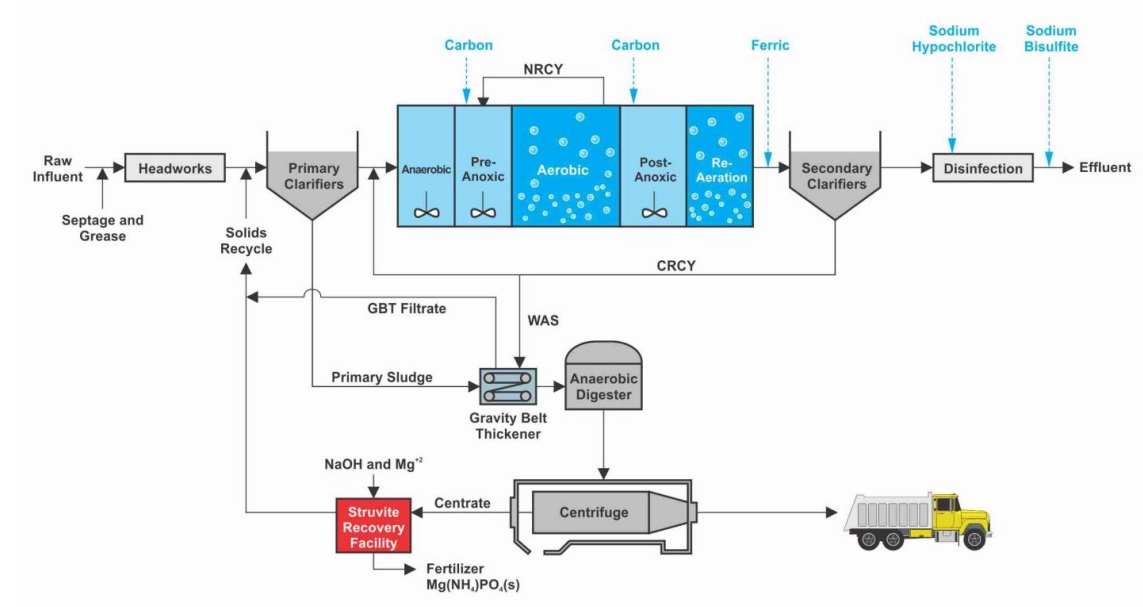 Carbon
Carbon
Ferric
Sodium
Hypochlorite
Sodium
Bisulfite
NRCY
Raw
Influent
Headworks
Primary
Clarifiers
Anaerobic
Pre-
Anoxic
Aerobic
Post-
Anoxic
Re-
Aeration
Secondary
Clarifiers
Disinfection
Effluent
Septage and
Grease
Solids
Recycle
CRCY
GBT Filtrate
WAS
Primary Sludge
Anaerobic
Digester
Gravity Belt
Thickener
NaOH and Mg⁺²
Struvite
Recovery
Facility
Centrate
Centrifuge
Fertilizer
Mg(NH₄)PO₄(s)